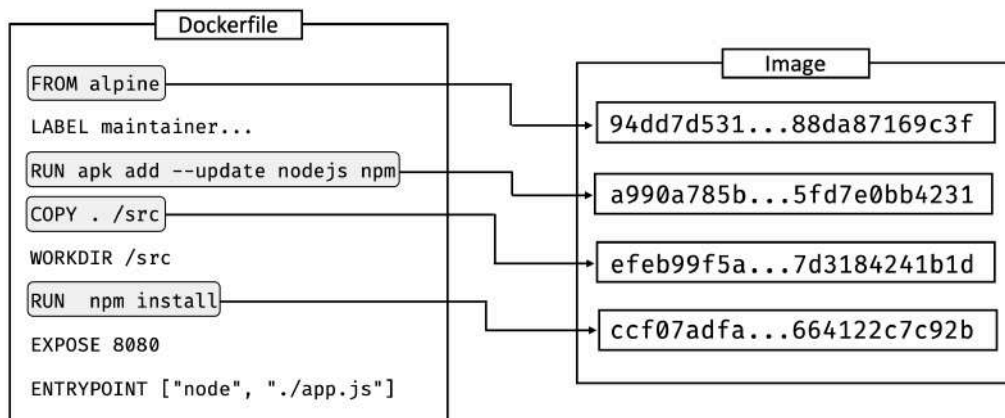 Dockerfile
FROM alpine
LABEL maintainer...
RUN apk add --update nodejs npm
COPY . /src
WORKDIR /src
RUN  npm install
EXPOSE 8080
ENTRYPOINT ["node", "./app.js"]
Image
94dd7d531...88da87169c3f
a990a785b...5fd7e0bb4231
efeb99f5a...7d3184241b1d
ccf07adfa...664122c7c92b